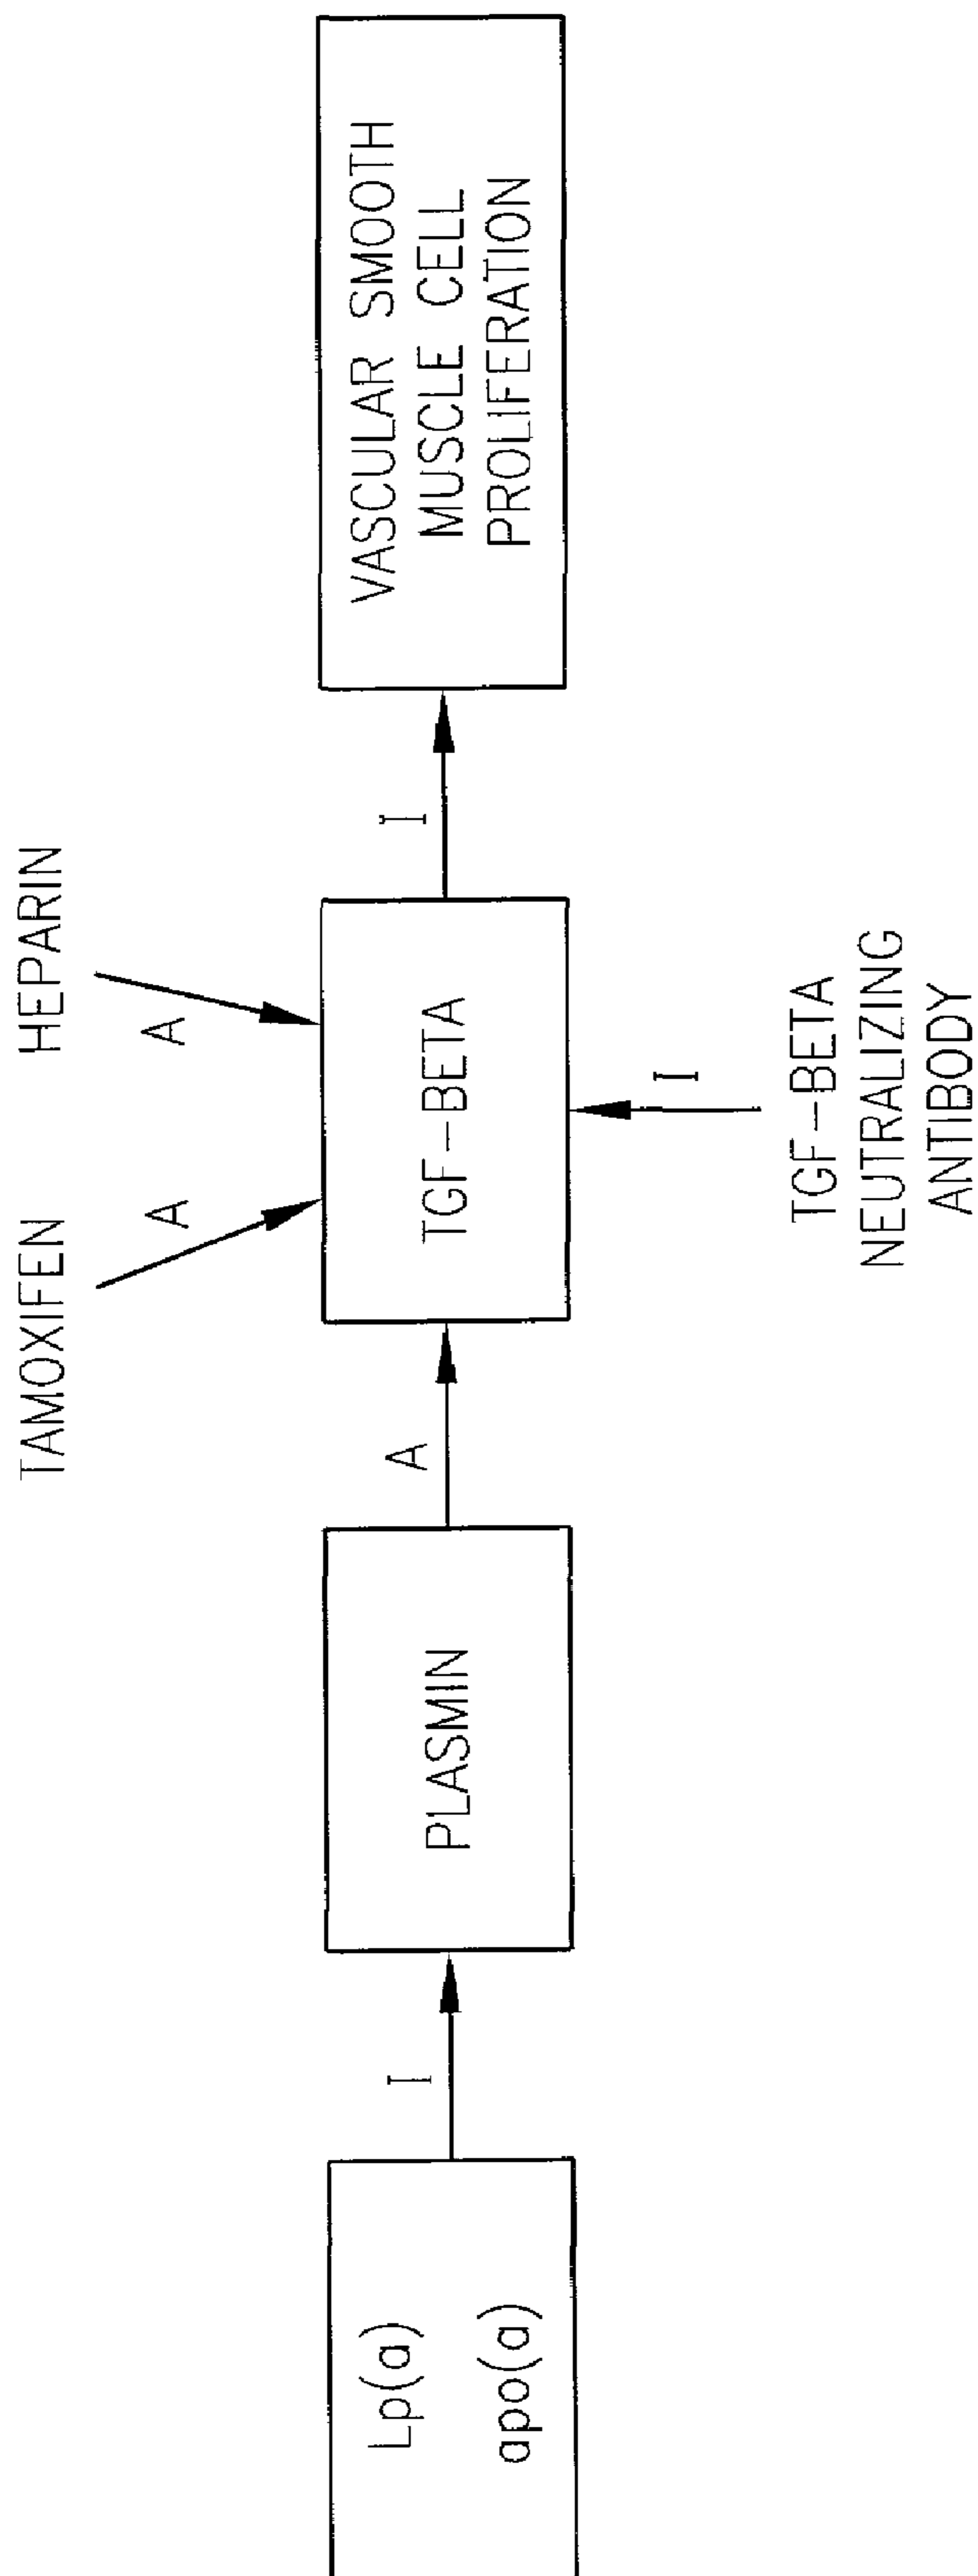 TAMOXIFEN
HEPARIN
A
A
Lp(a)
apo(a)
I
PLASMIN
A
TGF-BETA
I
VASCULAR SMOOTH
MUSCLE CELL
PROLIFERATION
I
TGF-BETA
NEUTRALIZING
ANTIBODY